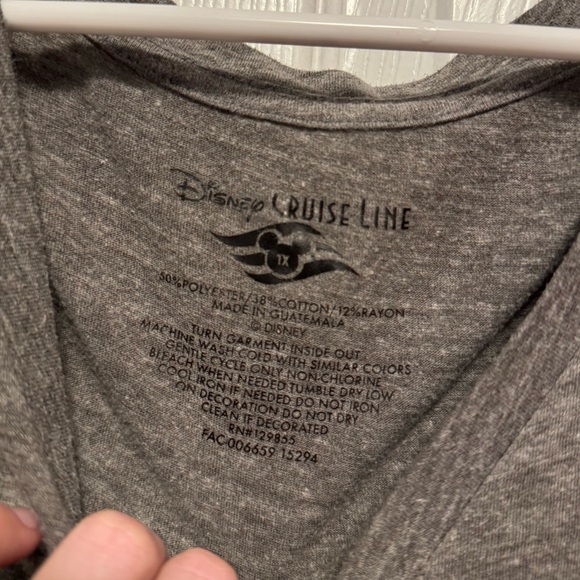 Disney CRUISE LINE
1X
50%POLYESTER/38%COTTON/12%RAYON
MADE IN GUATEMALA
© DISNEY
TURN GARMENT INSIDE OUT
MACHINE WASH COLD WITH SIMILAR COLORS
GENTLE CYCLE ONLY NON-CHLORINE
BLEACH WHEN NEEDED TUMBLE DRY LOW
COOL IRON IF NEEDED DO NOT IRON
ON DECORATION DO NOT DRY
CLEAN IF DECORATED
RN#129855
FAC-006659 15294